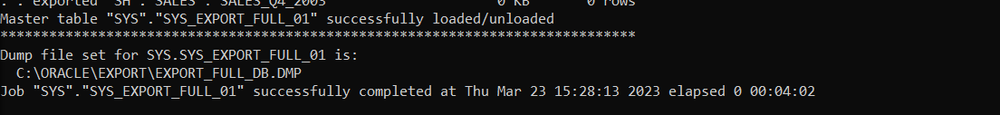 . . exported "SH"."SALES_Q4_2003" 0 KB 0 rows
Master table "SYS"."SYS_EXPORT_FULL_01" successfully loaded/unloaded
******************************************************************************
Dump file set for SYS.SYS_EXPORT_FULL_01 is:
C:\ORACLE\EXPORT\EXPORT_FULL_DB.DMP
Job "SYS"."SYS_EXPORT_FULL_01" successfully completed at Thu Mar 23 15:28:13 2023 elapsed 0 00:04:02